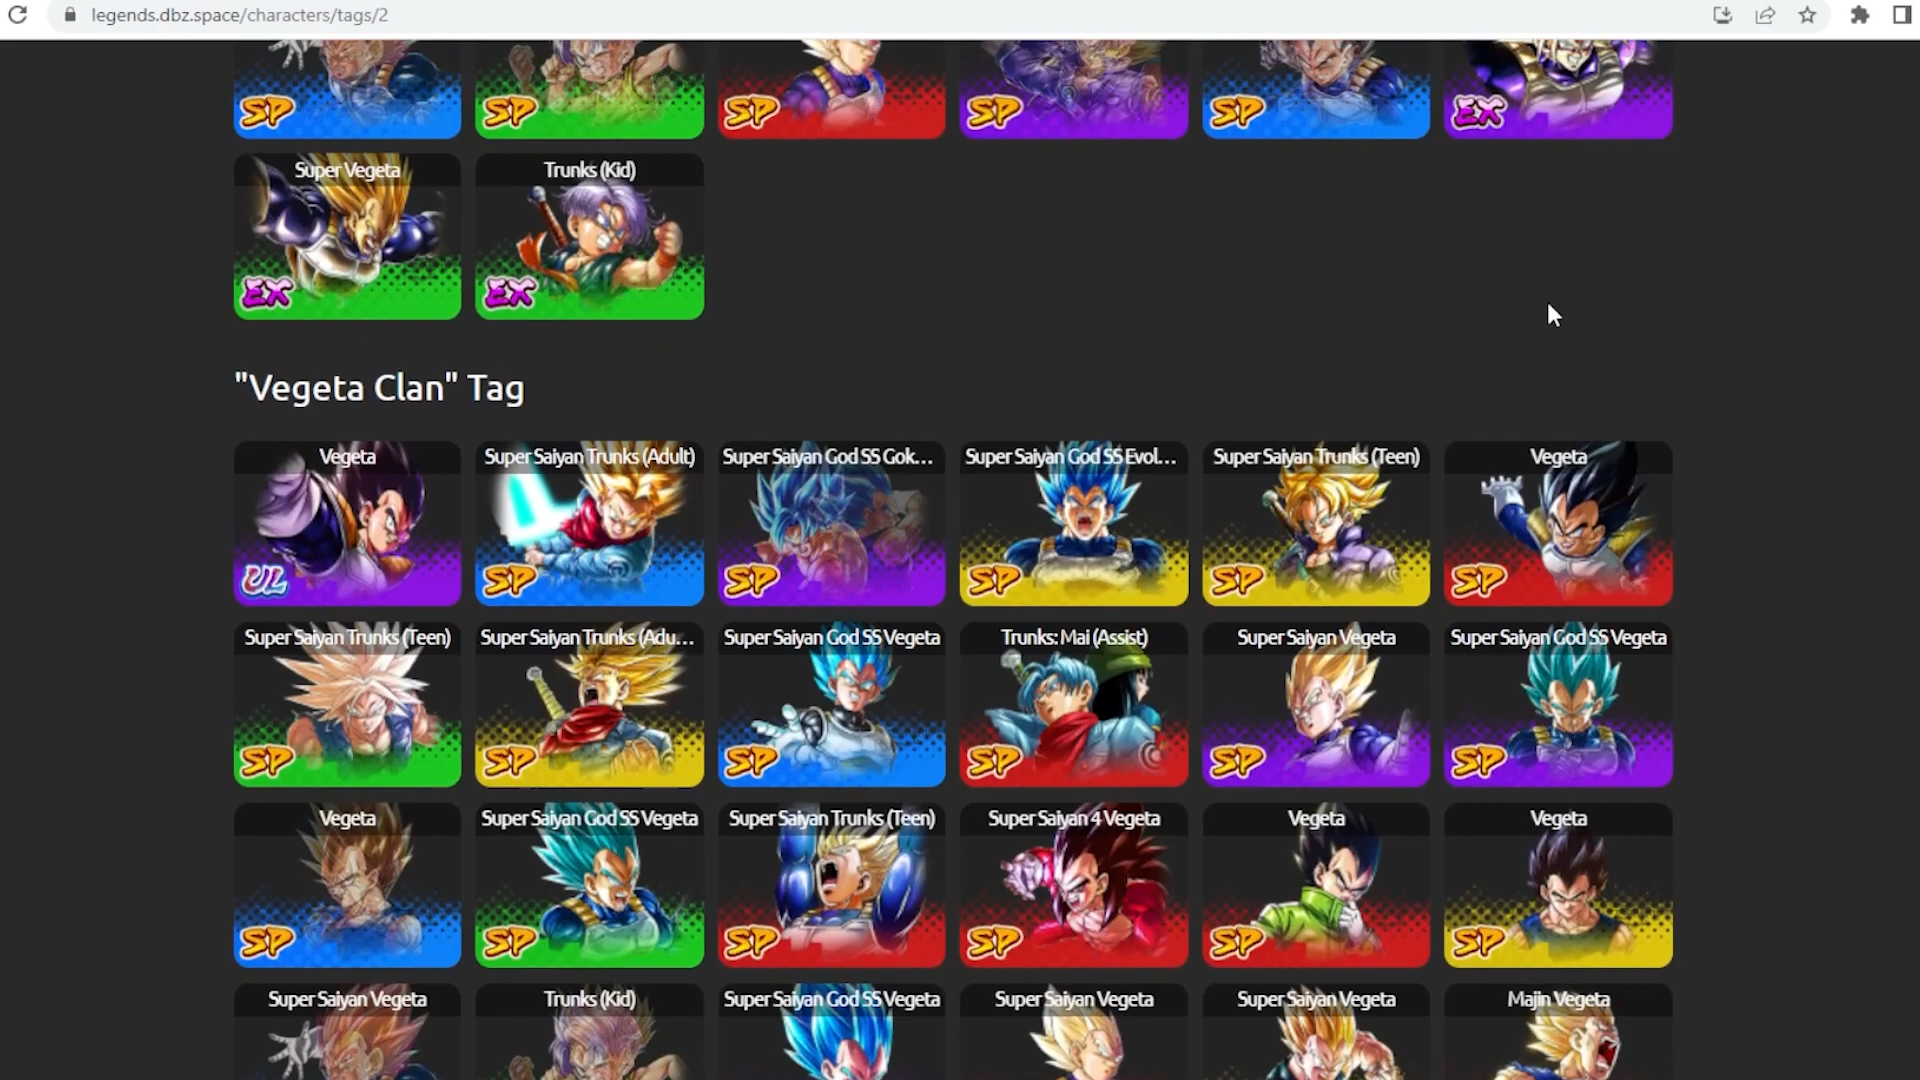 legends.dbz.space/characters/tags/2
SP SP SP SP SP EX
Super Vegeta Trunks (Kid)
EX EX
"Vegeta Clan" Tag
Vegeta Super Saiyan Trunks (Adult) Super Saiyan God SS Gok... Super Saiyan God SS Evol... Super Saiyan Trunks (Teen) Vegeta
UL SP SP SP SP SP
Super Saiyan Trunks (Teen) Super Saiyan Trunks (Adu... Super Saiyan God SS Vegeta Trunks: Mai (Assist) Super Saiyan Vegeta Super Saiyan God SS Vegeta
SP SP SP SP SP SP
Vegeta Super Saiyan God SS Vegeta Super Saiyan Trunks (Teen) Super Saiyan 4 Vegeta Vegeta Vegeta
SP SP SP SP SP SP
Super Saiyan Vegeta Trunks (Kid) Super Saiyan God SS Vegeta Super Saiyan Vegeta Super Saiyan Vegeta Majin Vegeta